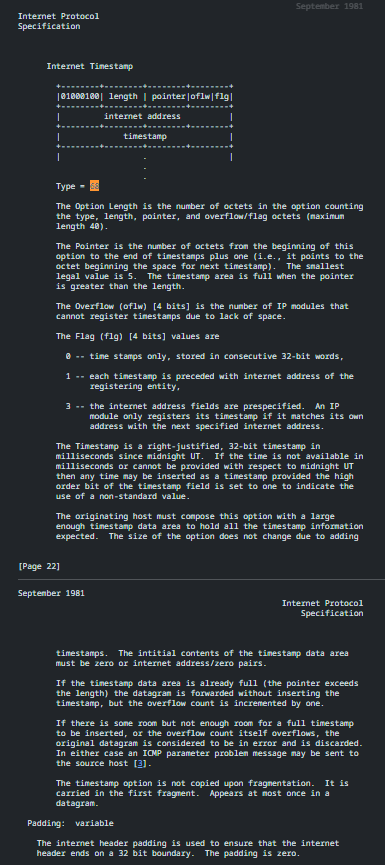 September 1981
Internet Protocol
Specification
Internet Timestamp
+--------+--------+--------+--------+
|01000100| length | pointer|oflw|flg|
+--------+--------+--------+--------+
|         internet address          |
+--------+--------+--------+--------+
|             timestamp             |
+--------+--------+--------+--------+
|                 .                 |
.
.
Type = 68
The Option Length is the number of octets in the option counting
the type, length, pointer, and overflow/flag octets (maximum
length 40).
The Pointer is the number of octets from the beginning of this
option to the end of timestamps plus one (i.e., it points to the
octet beginning the space for next timestamp).  The smallest
legal value is 5.  The timestamp area is full when the pointer
is greater than the length.
The Overflow (oflw) [4 bits] is the number of IP modules that
cannot register timestamps due to lack of space.
The Flag (flg) [4 bits] values are
0 -- time stamps only, stored in consecutive 32-bit words,
1 -- each timestamp is preceded with internet address of the
registering entity,
3 -- the internet address fields are prespecified.  An IP
module only registers its timestamp if it matches its own
address with the next specified internet address.
The Timestamp is a right-justified, 32-bit timestamp in
milliseconds since midnight UT.  If the time is not available in
milliseconds or cannot be provided with respect to midnight UT
then any time may be inserted as a timestamp provided the high
order bit of the timestamp field is set to one to indicate the
use of a non-standard value.
The originating host must compose this option with a large
enough timestamp data area to hold all the timestamp information
expected.  The size of the option does not change due to adding
[Page 22]
September 1981
Internet Protocol
Specification
timestamps.  The intitial contents of the timestamp data area
must be zero or internet address/zero pairs.
If the timestamp data area is already full (the pointer exceeds
the length) the datagram is forwarded without inserting the
timestamp, but the overflow count is incremented by one.
If there is some room but not enough room for a full timestamp
to be inserted, or the overflow count itself overflows, the
original datagram is considered to be in error and is discarded.
In either case an ICMP parameter problem message may be sent to
the source host [3].
The timestamp option is not copied upon fragmentation.  It is
carried in the first fragment.  Appears at most once in a
datagram.
Padding:  variable
The internet header padding is used to ensure that the internet
header ends on a 32 bit boundary.  The padding is zero.